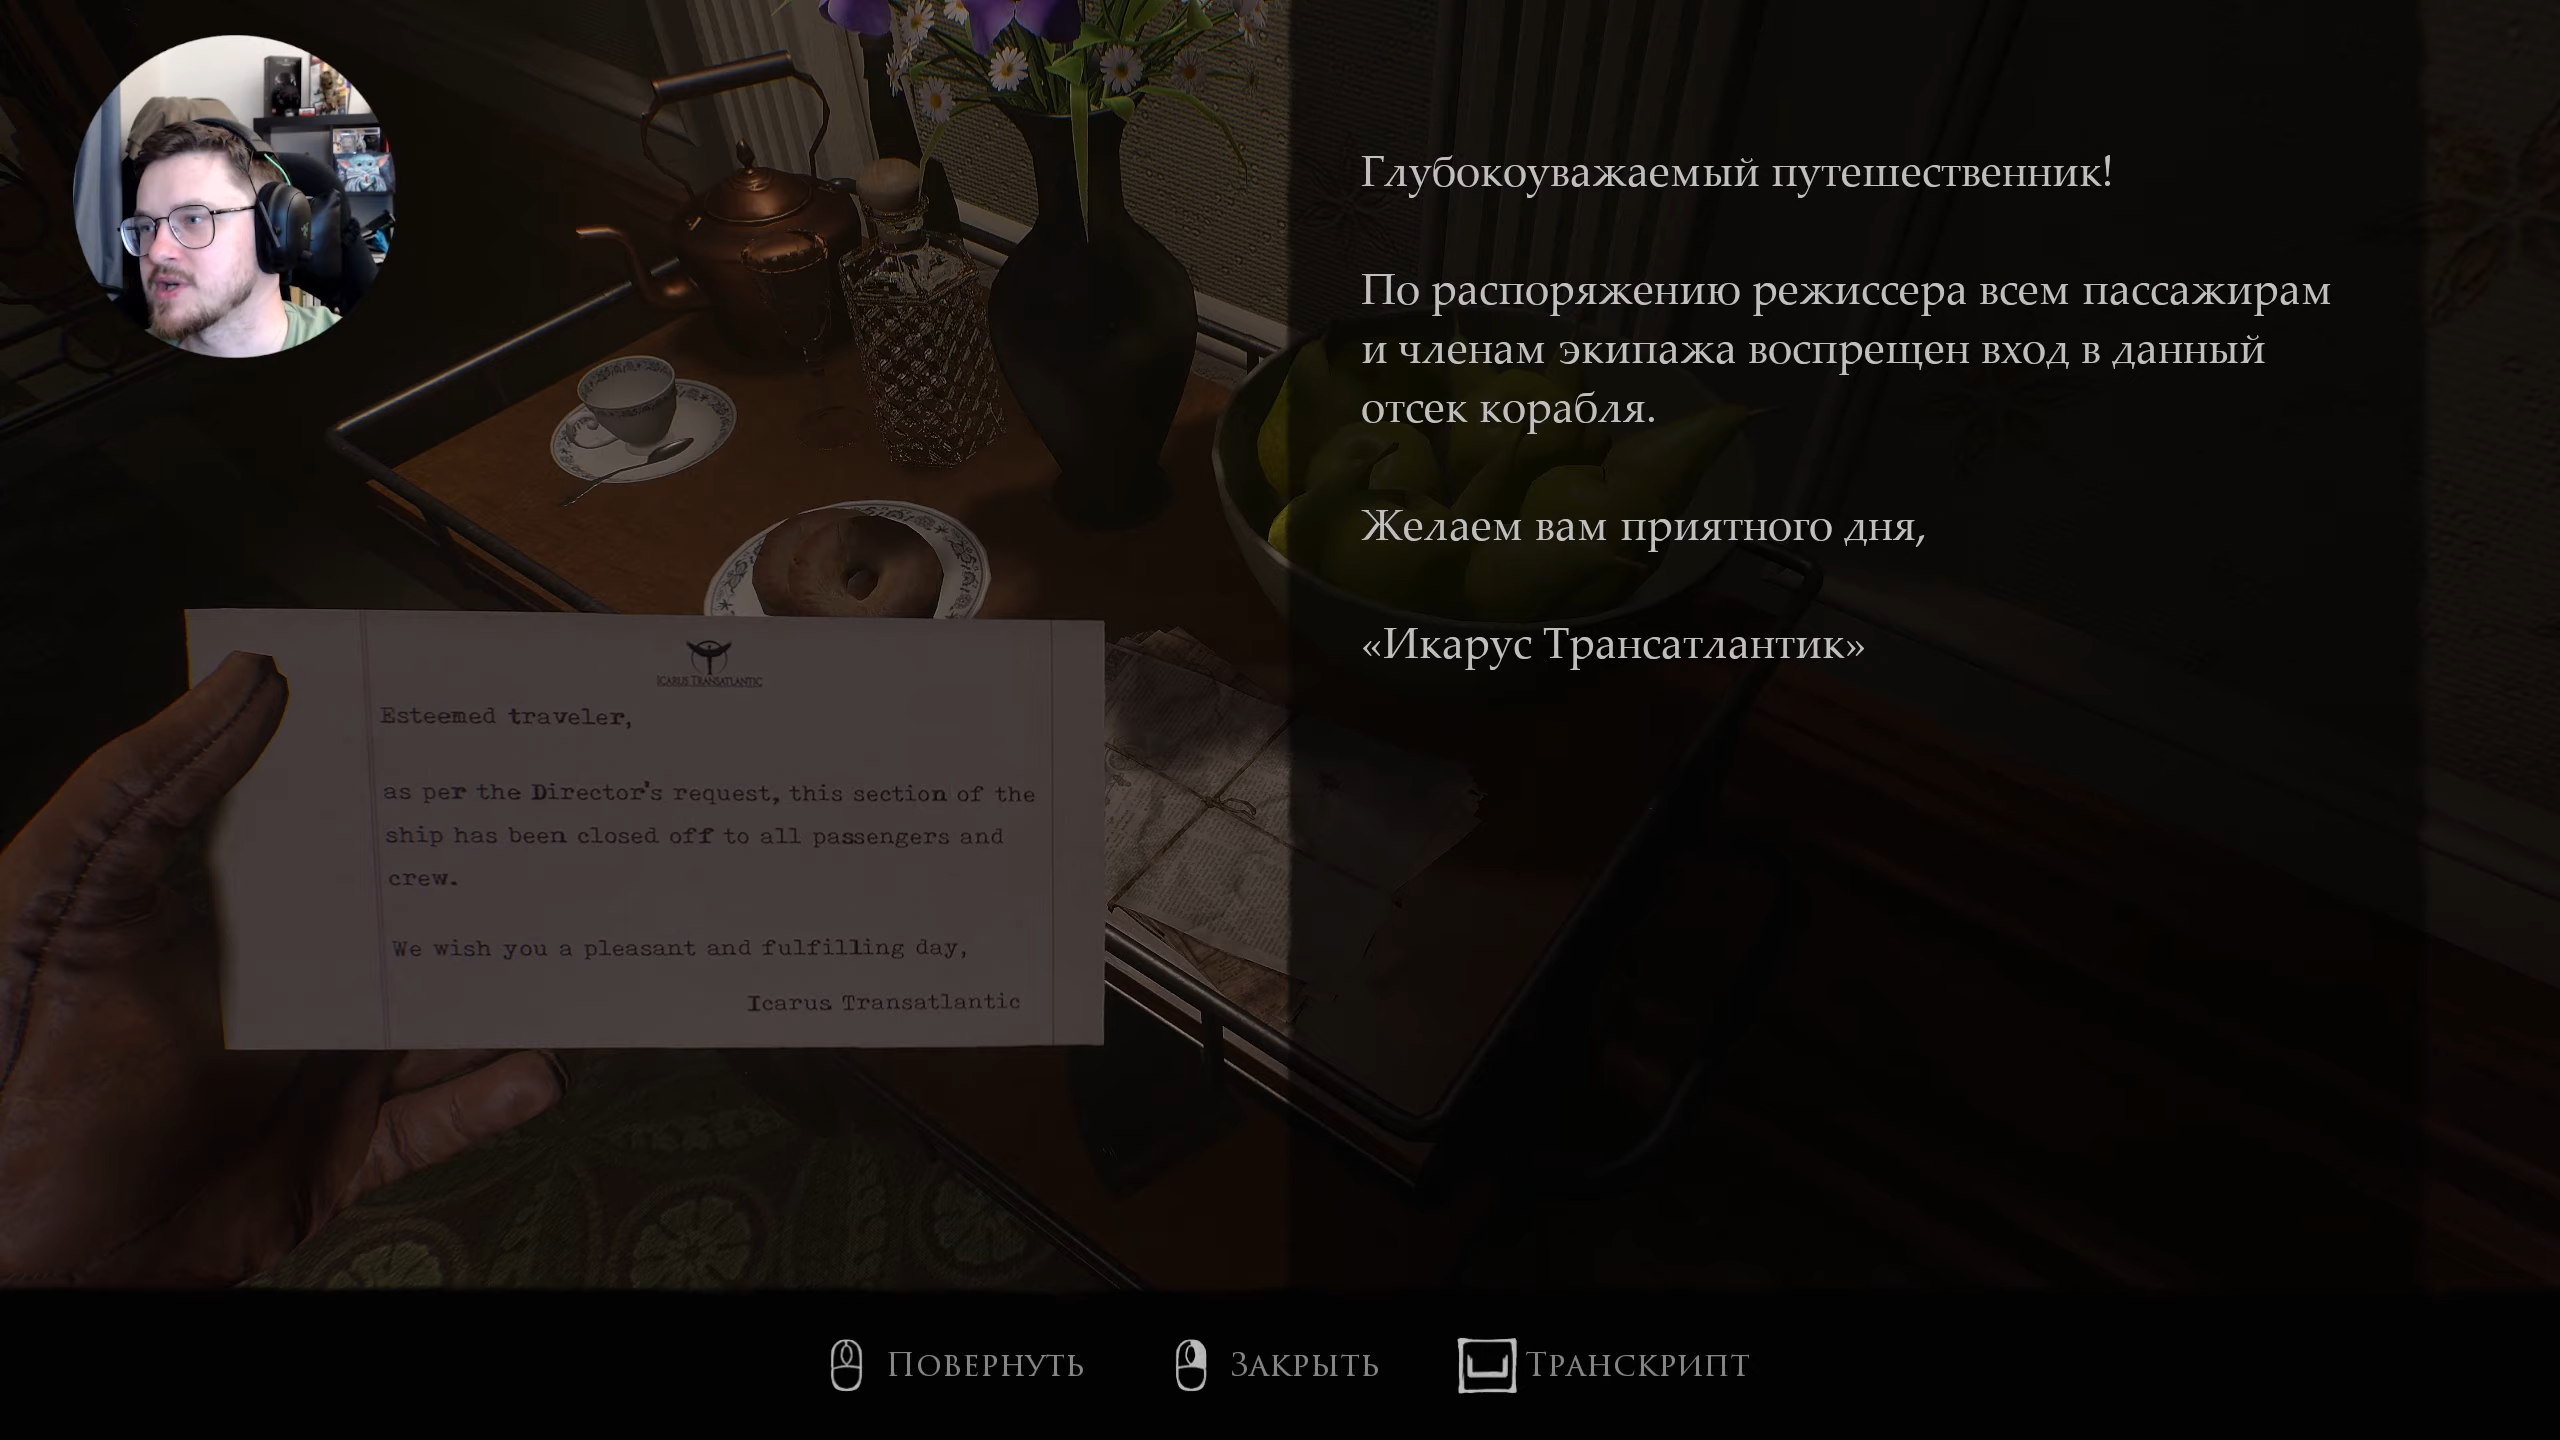 Глубокоуважаемый путешественник!
По распоряжению режиссера всем пассажирам
и членам экипажа воспрещен вход в данный
отсек корабля.
Желаем вам приятного дня,
«Икарус Трансатлантик»
ICARUS TRANSATLANTIC
Esteemed traveler,
as per the Director's request, this section of the
ship has been closed off to all passengers and
crew.
We wish you a pleasant and fulfilling day,
Icarus Transatlantic
ПОВЕРНУТЬ ЗАКРЫТЬ ТРАНСКРИПТ